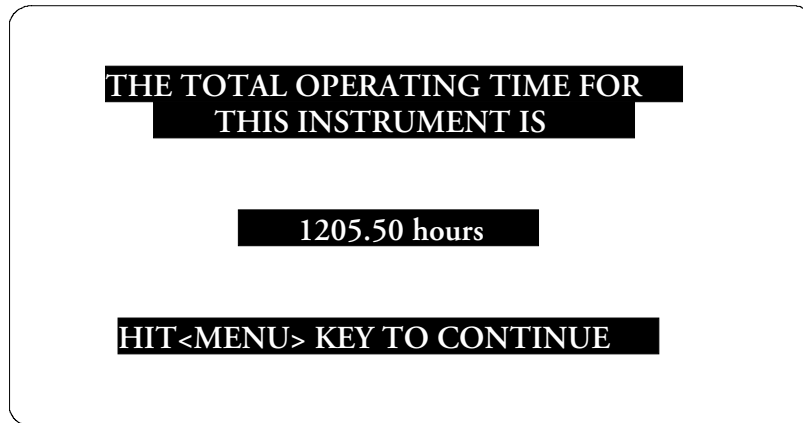 THE TOTAL OPERATING TIME FOR
THIS INSTRUMENT IS
1205.50 hours
HIT<MENU> KEY TO CONTINUE